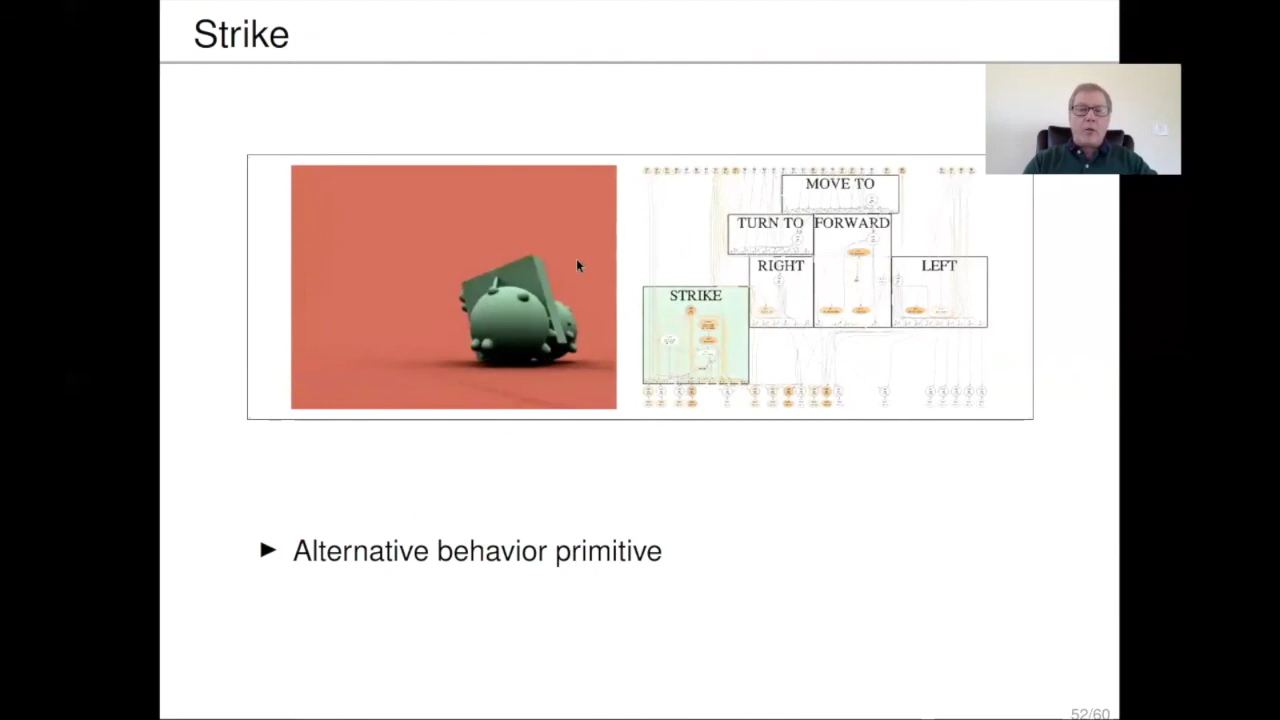 Strike
MOVE TO
TURN TO
FORWARD
RIGHT
LEFT
STRIKE
Alternative behavior primitive
52/60